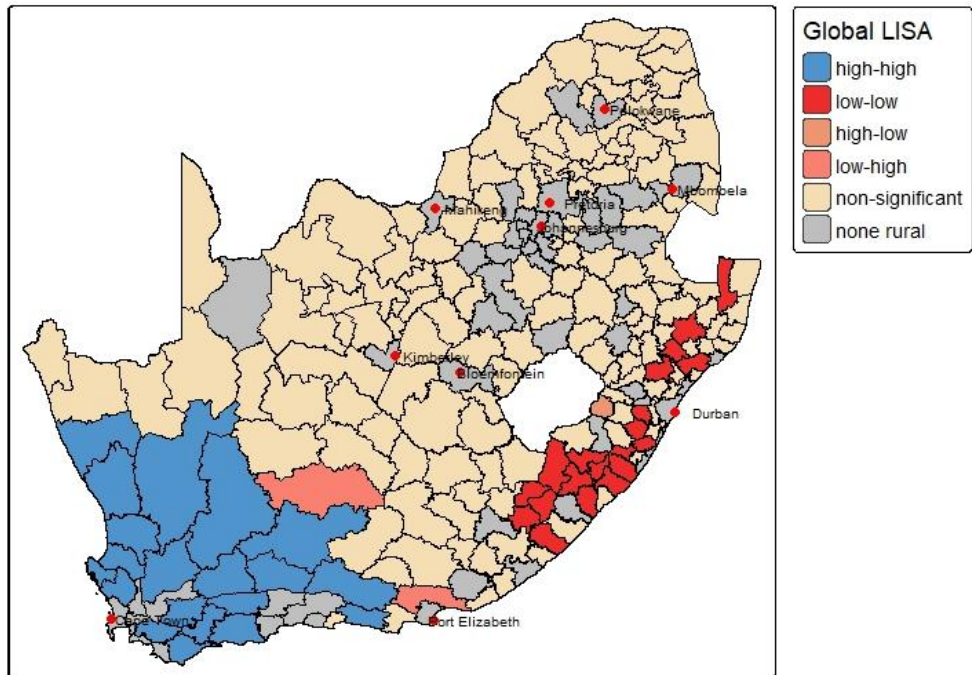 Global LISA
high-high
low-low
high-low
low-high
non-significant
none rural
Polokwane
Mbombela
Pretoria
Mahikeng
Johannesburg
Kimberley
Bloemfontein
Durban
Cape Town
Port Elizabeth